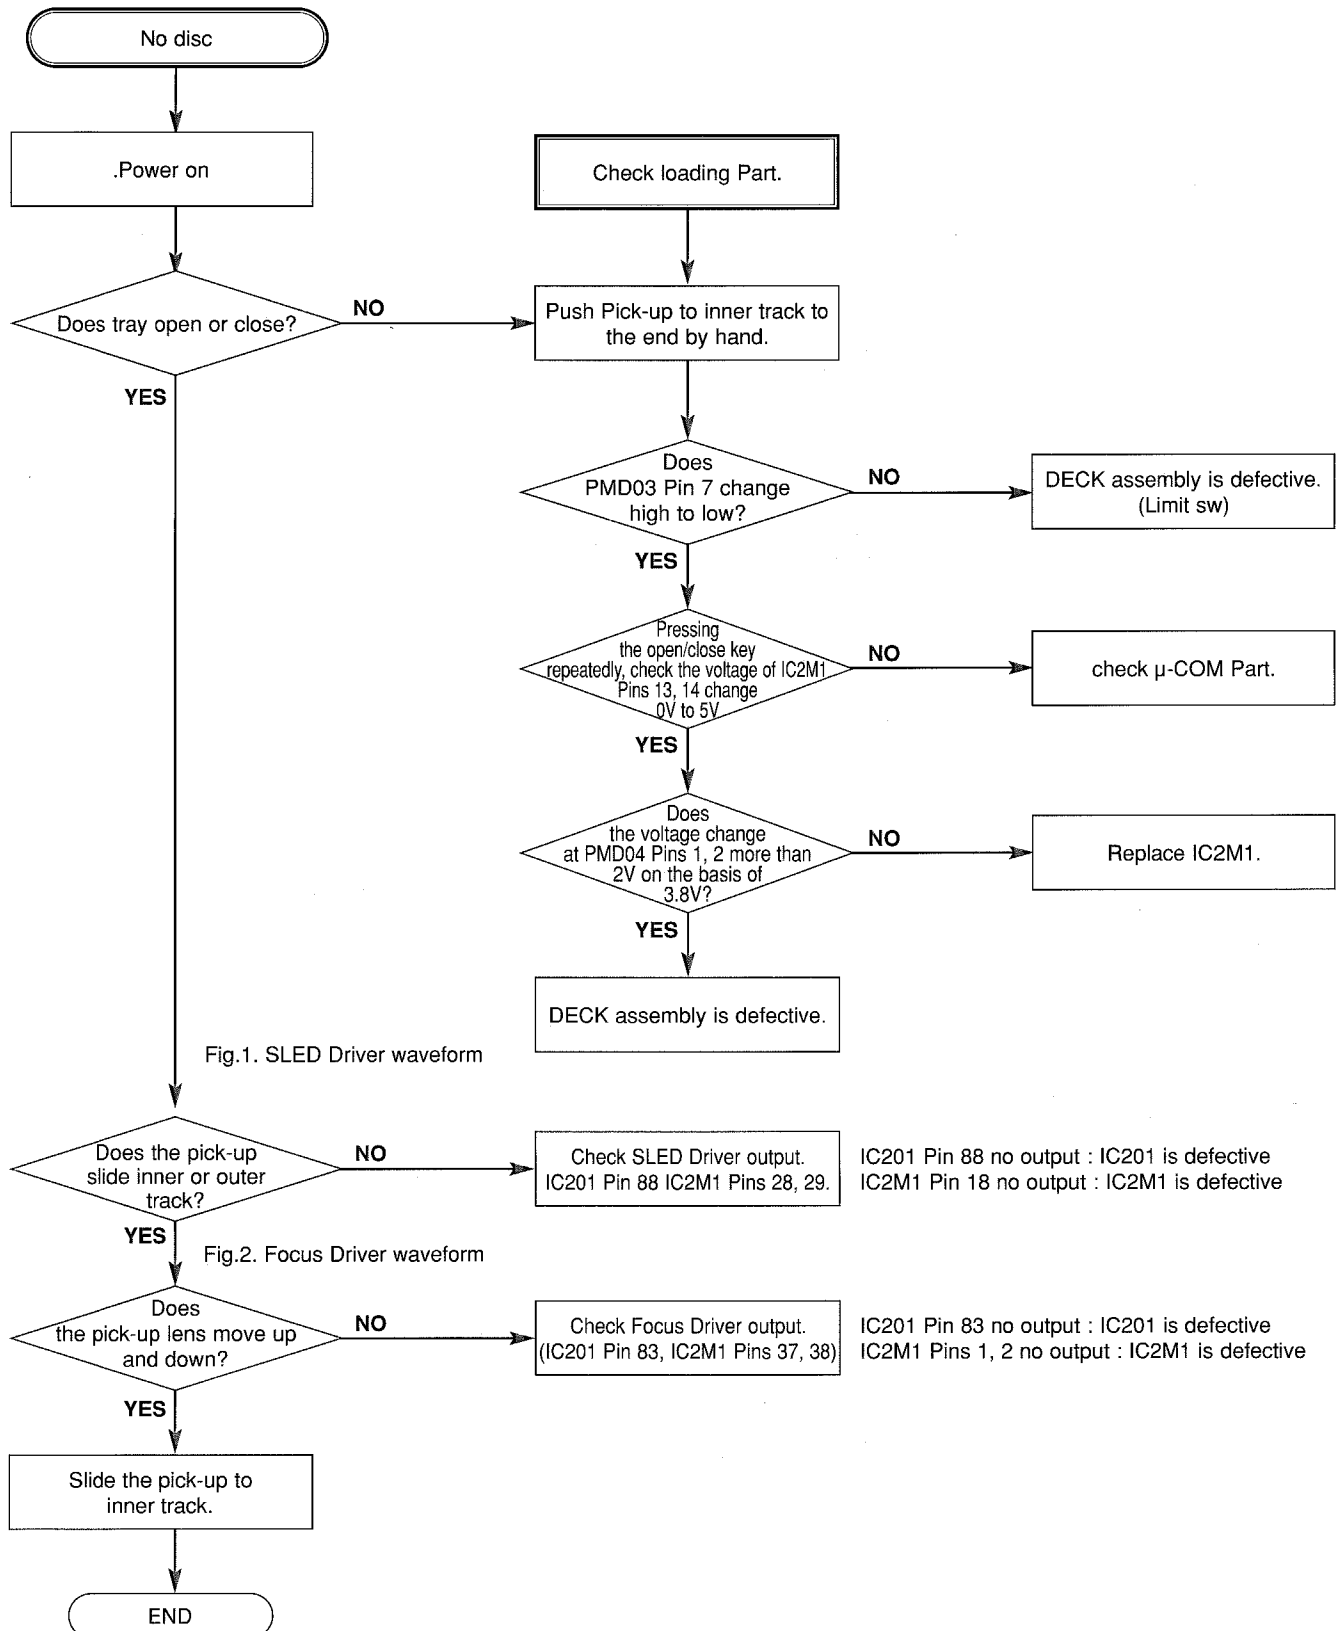 No disc
.Power on
Does tray open or close?
NO
YES
Check loading Part.
Push Pick-up to inner track to
the end by hand.
Does
PMD03 Pin 7 change
high to low?
NO
DECK assembly is defective.
(Limit sw)
YES
Pressing
the open/close key
repeatedly, check the voltage of IC2M1
Pins 13, 14 change
0V to 5V
NO
check μ-COM Part.
YES
Does
the voltage change
at PMD04 Pins 1, 2 more than
2V on the basis of
3.8V?
NO
Replace IC2M1.
YES
DECK assembly is defective.
Fig.1. SLED Driver waveform
Does the pick-up
slide inner or outer
track?
NO
Check SLED Driver output.
IC201 Pin 88 IC2M1 Pins 28, 29.
IC201 Pin 88 no output : IC201 is defective
IC2M1 Pin 18 no output : IC2M1 is defective
YES
Fig.2. Focus Driver waveform
Does
the pick-up lens move up
and down?
NO
Check Focus Driver output.
(IC201 Pin 83, IC2M1 Pins 37, 38)
IC201 Pin 83 no output : IC201 is defective
IC2M1 Pins 1, 2 no output : IC2M1 is defective
YES
Slide the pick-up to
inner track.
END